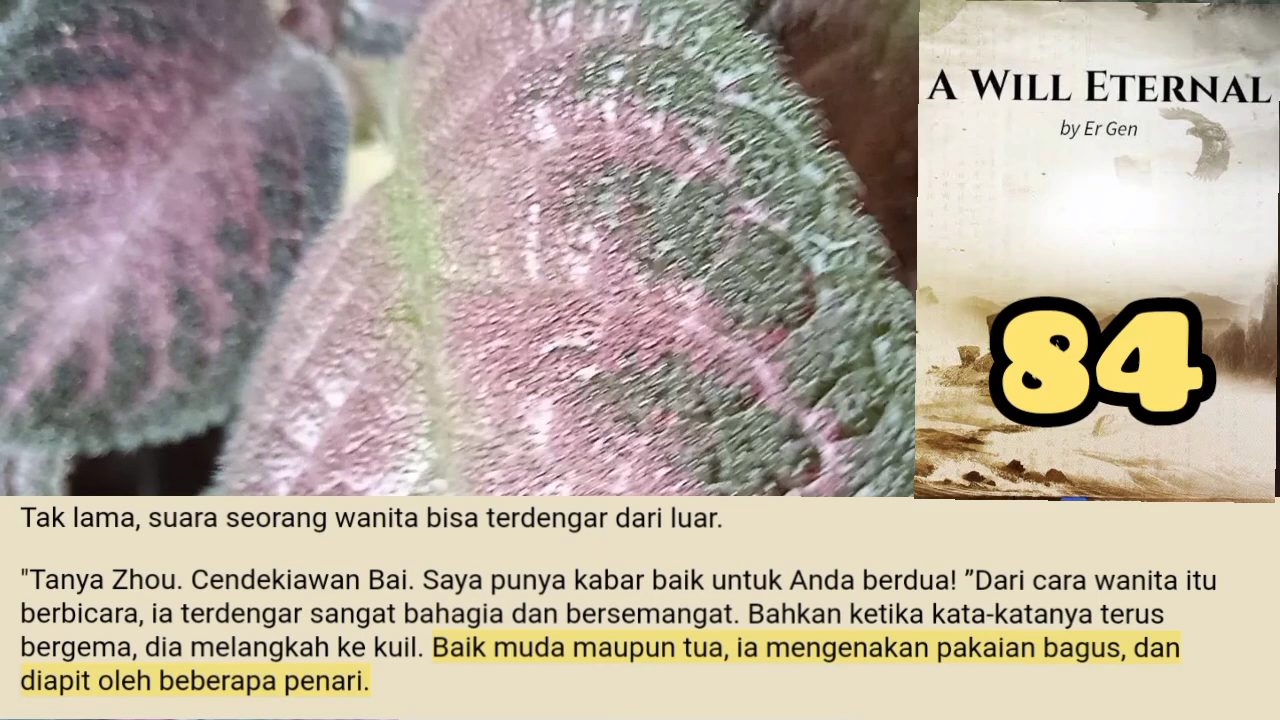 A WILL ETERNAL
by Er Gen
84
Tak lama, suara seorang wanita bisa terdengar dari luar.
"Tanya Zhou. Cendekiawan Bai. Saya punya kabar baik untuk Anda berdua! ”Dari cara wanita itu
berbicara, ia terdengar sangat bahagia dan bersemangat. Bahkan ketika kata-katanya terus
bergema, dia melangkah ke kuil. Baik muda maupun tua, ia mengenakan pakaian bagus, dan
diapit oleh beberapa penari.